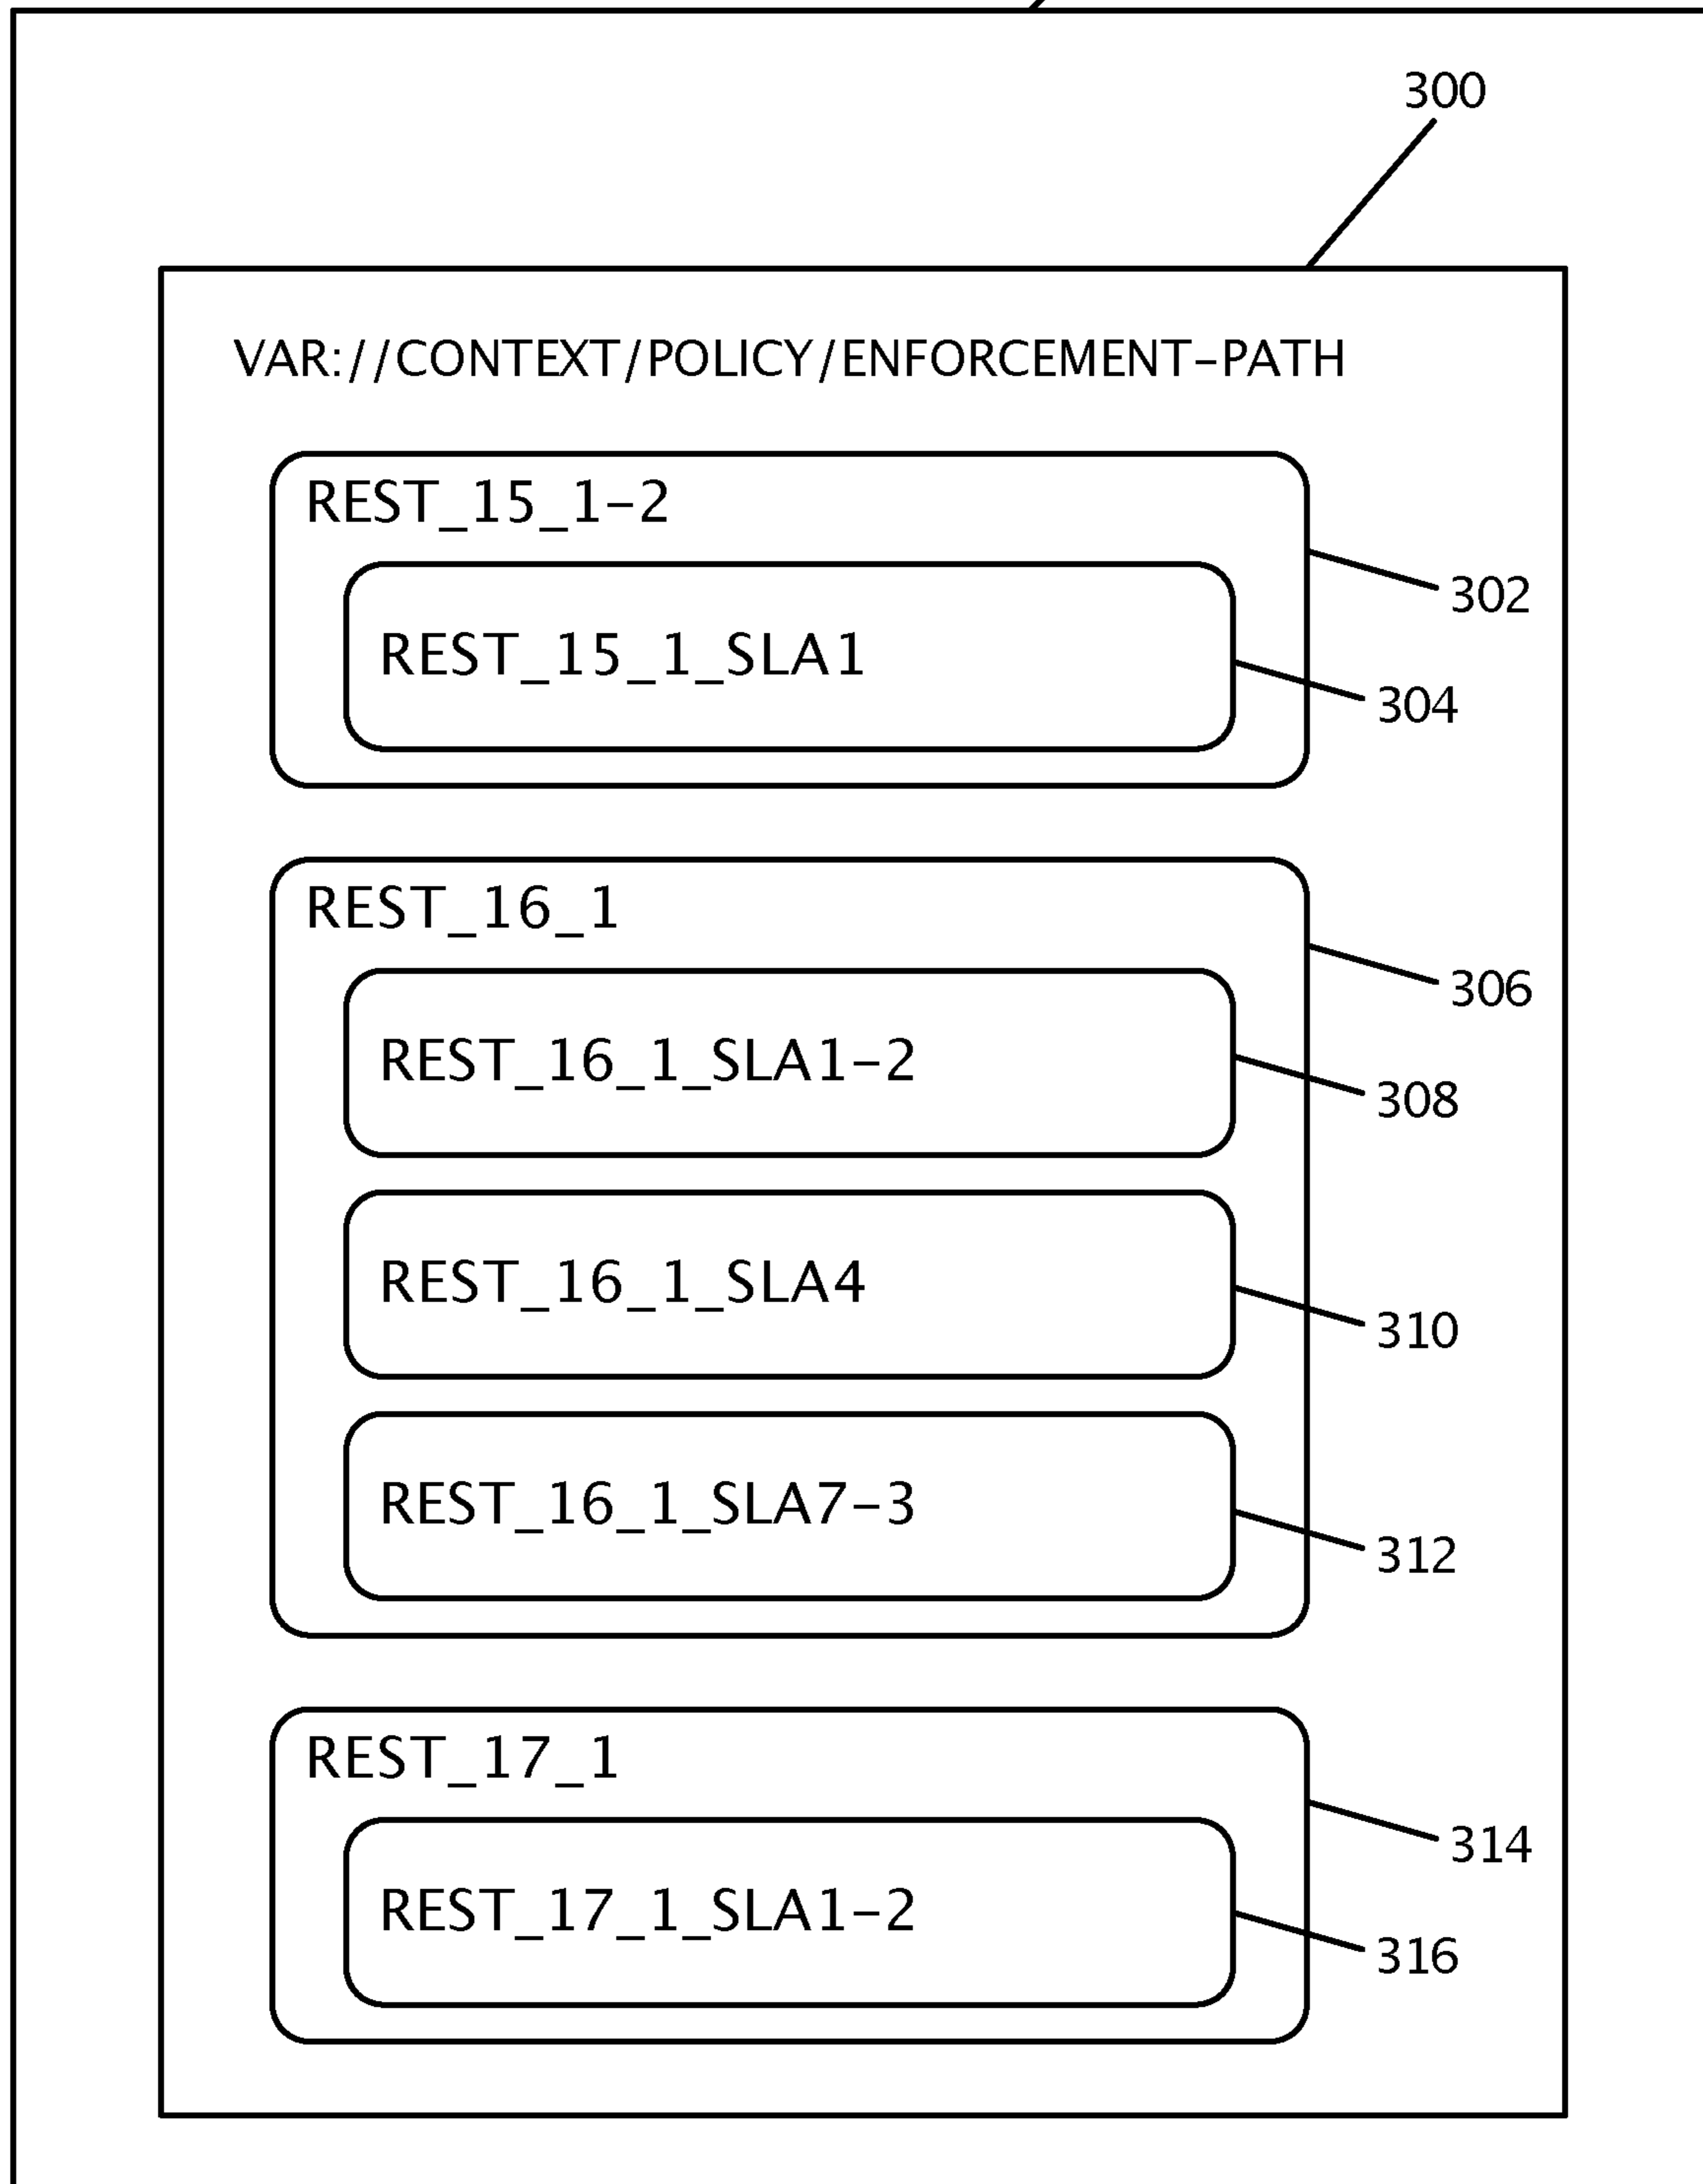 300
VAR://CONTEXT/POLICY/ENFORCEMENT-PATH
REST_15_1-2
302
REST_15_1_SLA1
304
REST_16_1
306
REST_16_1_SLA1-2
308
REST_16_1_SLA4
310
REST_16_1_SLA7-3
312
REST_17_1
314
REST_17_1_SLA1-2
316